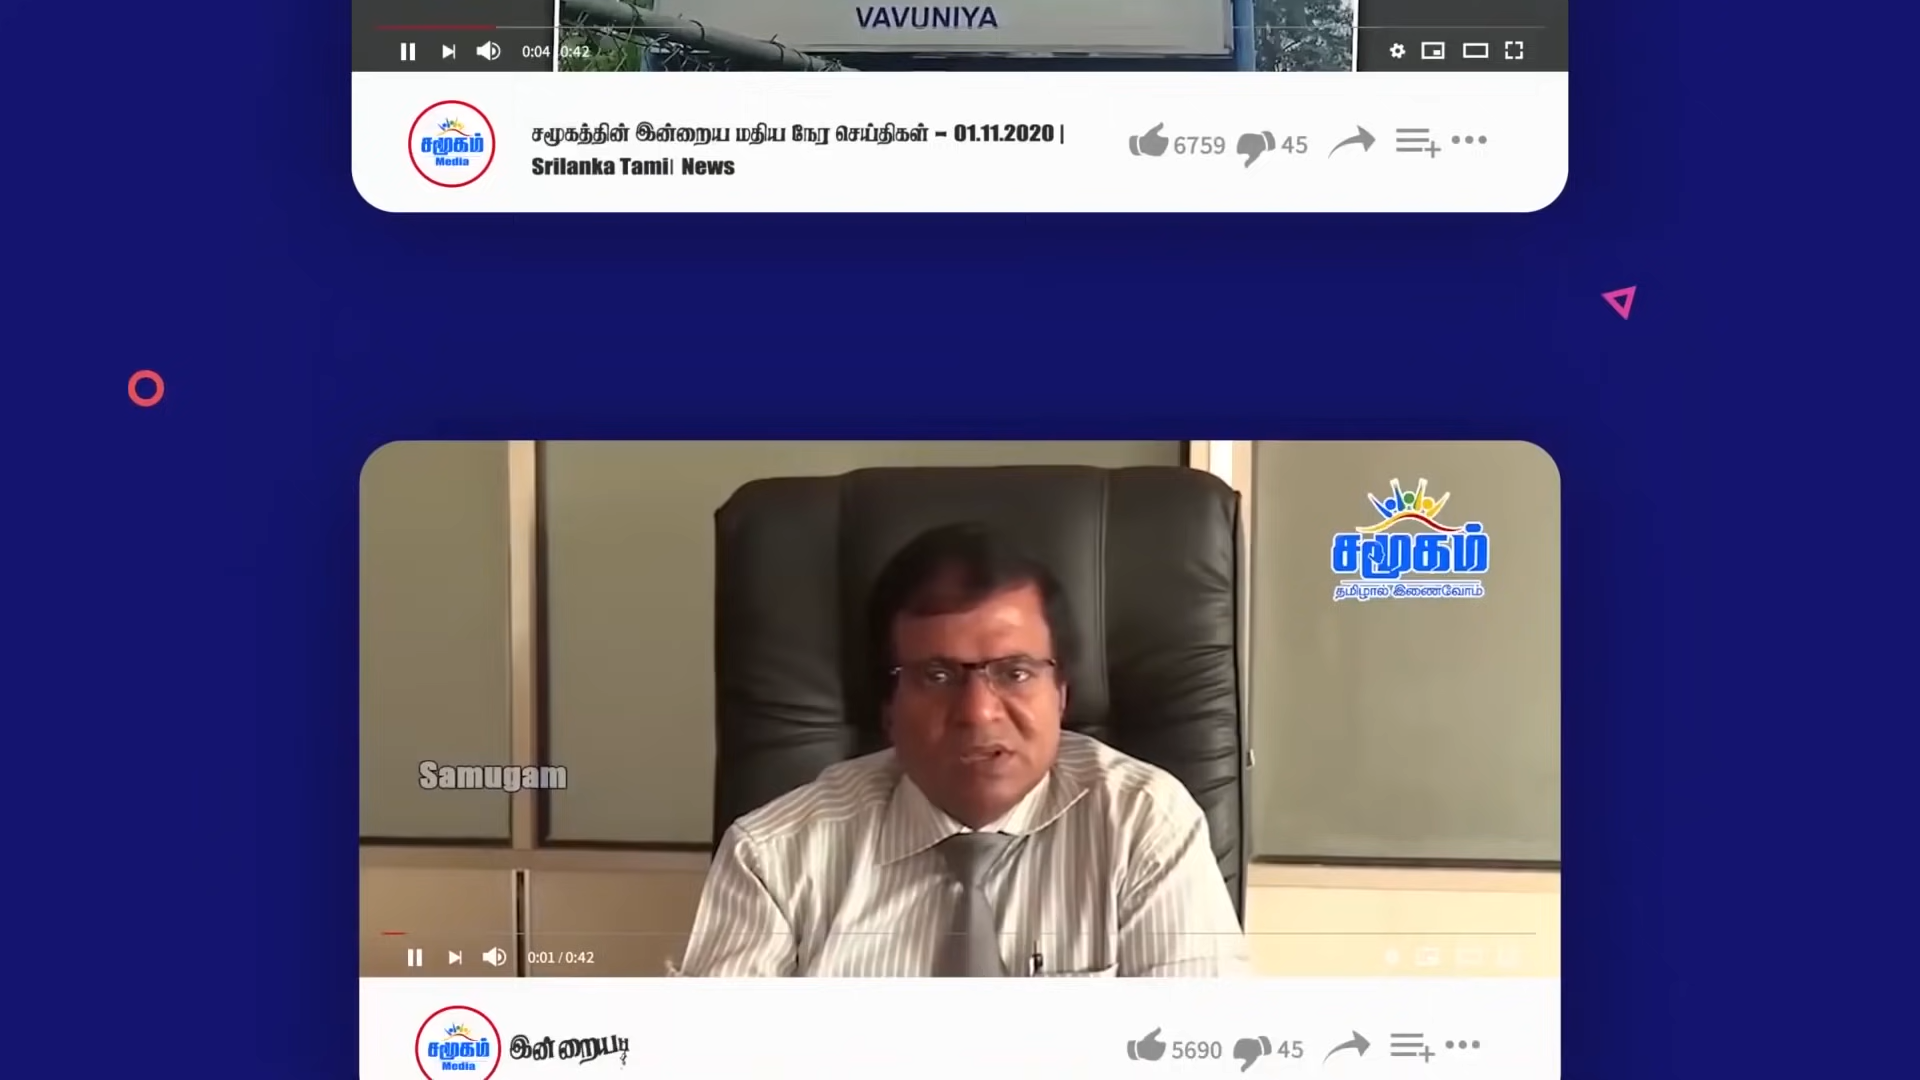 VAVUNIYA
0:04 / 0:42
சமூகம்
Media
சமூகத்தின் இன்றைய மதிய நேர செய்திகள் – 01.11.2020 |
Srilanka Tamil News
6759
45
சமூகம்
தமிழால் இணைவோம்
Samugam
0:01 / 0:42
சமூகம்
Media
இன்றைய
5690
45